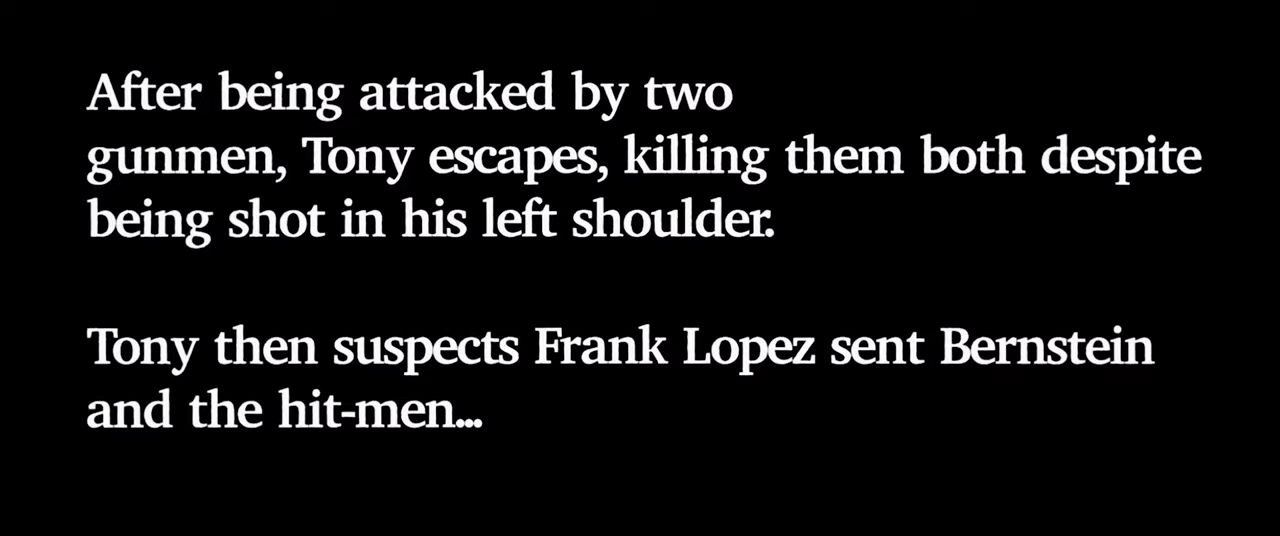 After being attacked by two
gunmen, Tony escapes, killing them both despite
being shot in his left shoulder.
Tony then suspects Frank Lopez sent Bernstein
and the hit-men...